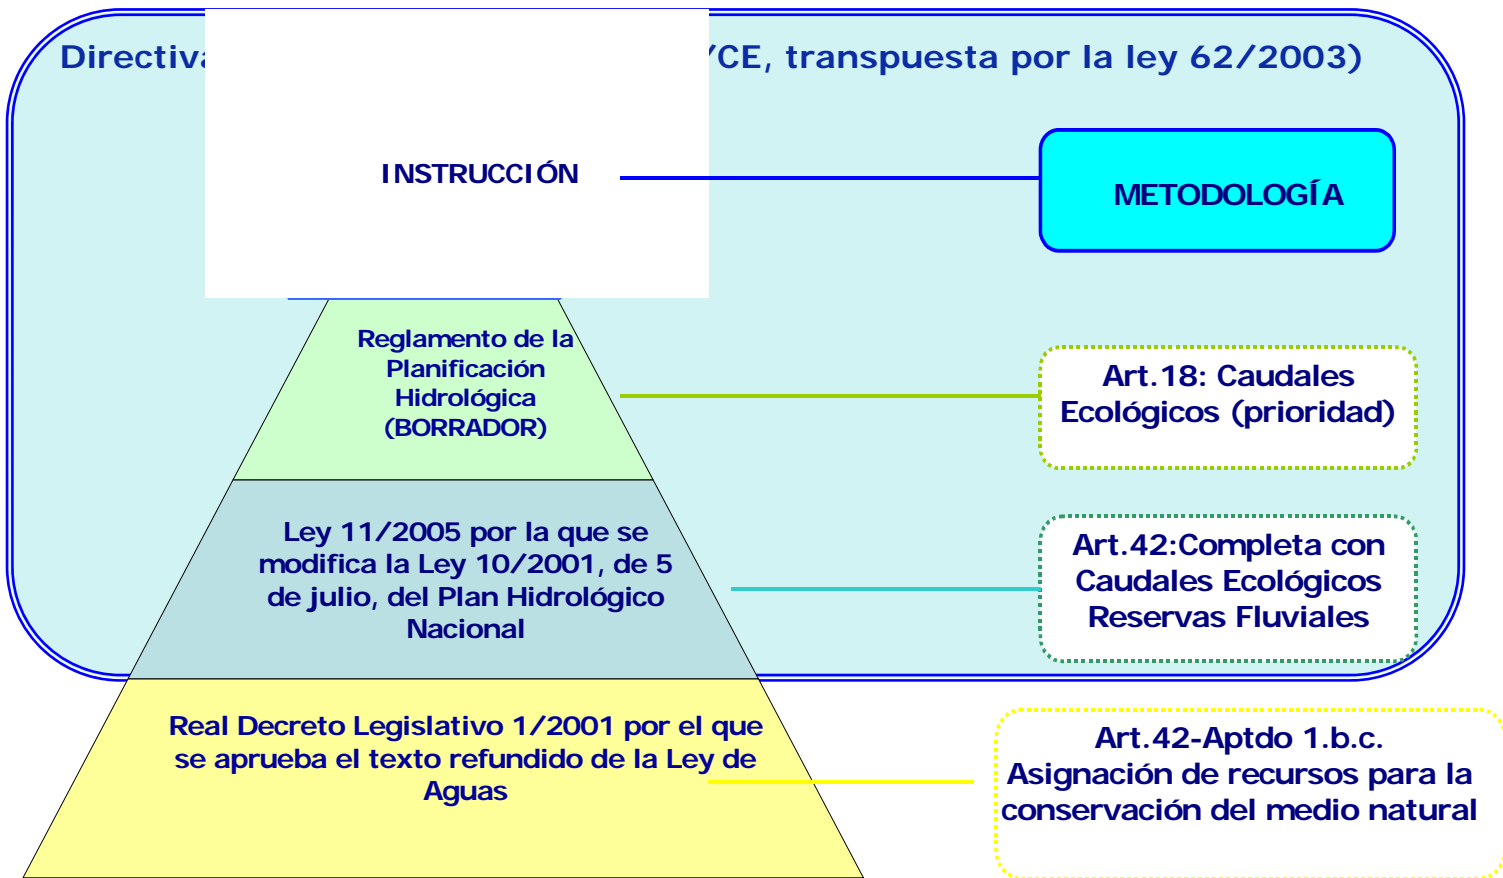 Directiva /CE, transpuesta por la ley 62/2003)
INSTRUCCIÓN
METODOLOGÍA
Reglamento de la
Planificación
Hidrológica
(BORRADOR)
Art.18: Caudales
Ecológicos (prioridad)
Ley 11/2005 por la que se
modifica la Ley 10/2001, de 5
de julio, del Plan Hidrológico
Nacional
Art.42:Completa con
Caudales Ecológicos
Reservas Fluviales
Real Decreto Legislativo 1/2001 por el que
se aprueba el texto refundido de la Ley de
Aguas
Art.42-Aptdo 1.b.c.
Asignación de recursos para la
conservación del medio natural